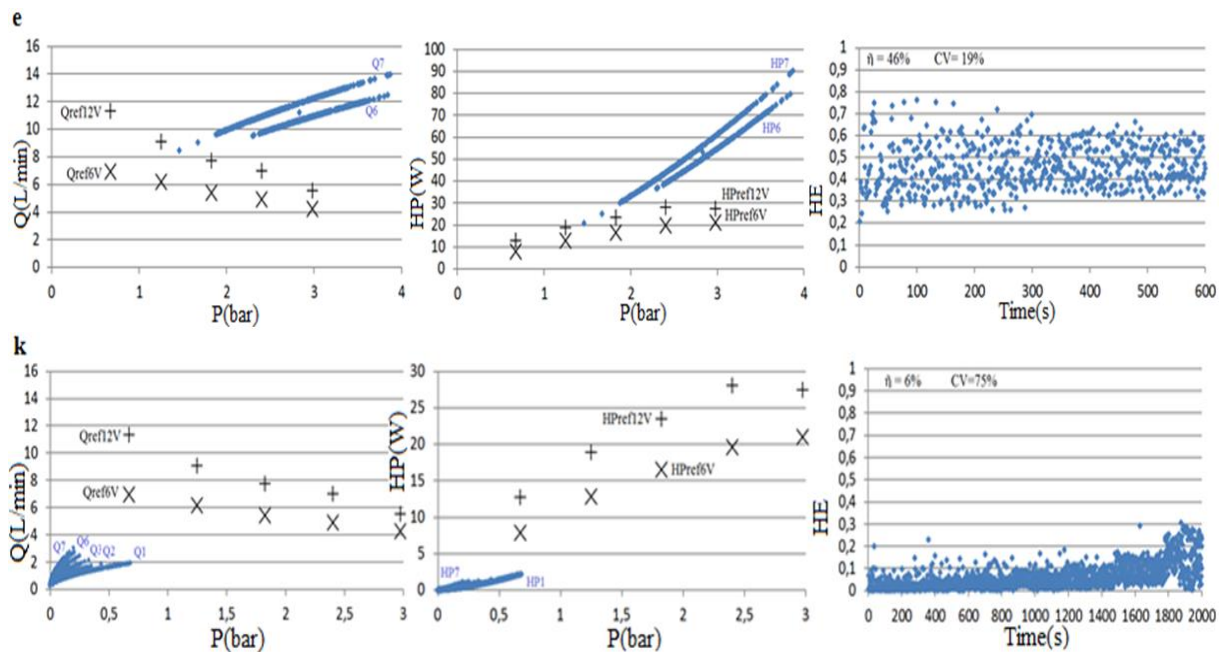 e
Q(L/min)
16
14
12
10
8
6
4
2
0
Qref12V
Qref6V
Q7
Q6
0 1 2 3 4
P(bar)
HP(W)
100
90
80
70
60
50
40
30
20
10
0
HP7
HP6
HPref12V
HPref6V
0 1 2 3 4
P(bar)
HE
1
0,9
0,8
0,7
0,6
0,5
0,4
0,3
0,2
0,1
0
η̄ = 46% CV= 19%
0 100 200 300 400 500 600
Time(s)
k
Q(L/min)
16
14
12
10
8
6
4
2
0
Qref12V
Qref6V
Q7 Q6 Q3 Q2 Q1
0 0,5 1 1,5 2 2,5 3
P(bar)
HP(W)
30
25
20
15
10
5
0
HPref12V
HPref6V
HP7
HP1
0 0,5 1 1,5 2 2,5 3
P(bar)
HE
1
0,9
0,8
0,7
0,6
0,5
0,4
0,3
0,2
0,1
0
η̄ = 6% CV=75%
0 200 400 600 800 1000 1200 1400 1600 1800 2000
Time(s)